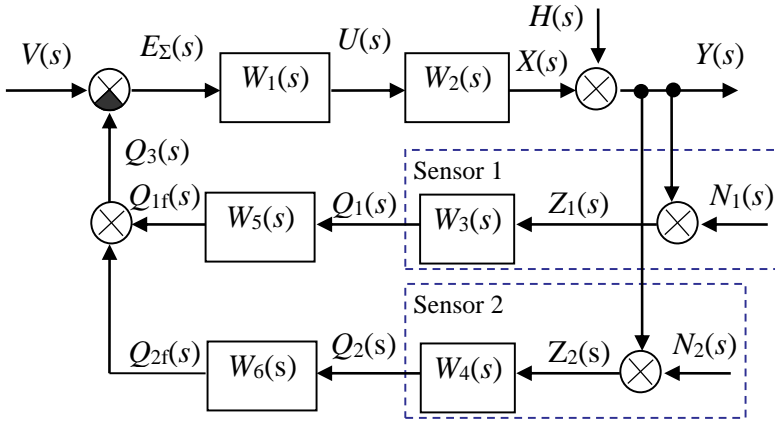 H(s)
V(s)
E_Σ(s)
U(s)
X(s)
Y(s)
W₁(s)
W₂(s)
Q₃(s)
Sensor 1
Q₁f(s)
W₅(s)
Q₁(s)
W₃(s)
Z₁(s)
N₁(s)
Sensor 2
Q₂f(s)
W₆(s)
Q₂(s)
W₄(s)
Z₂(s)
N₂(s)